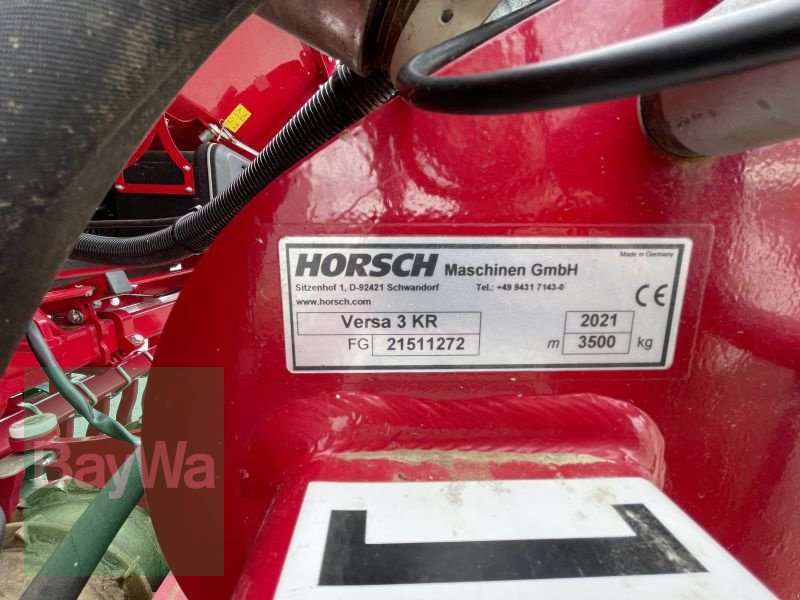 HORSCH Maschinen GmbH
Made in Germany
Sitzenhof 1, D-92421 Schwandorf Tel.: +49 9431 7143-0
www.horsch.com
CE
Versa 3 KR 2021
FG 21511272 m 3500 kg
BayWa